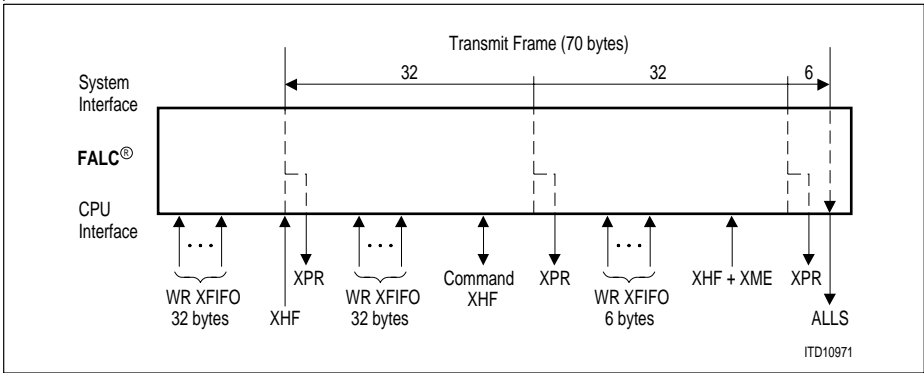 Transmit Frame (70 bytes)
32 32 6
System
Interface
FALC®
CPU
Interface
... ... ...
WR XFIFO
32 bytes
XHF
XPR
WR XFIFO
32 bytes
Command
XHF
XPR
WR XFIFO
6 bytes
XHF + XME
XPR
ALLS
ITD10971